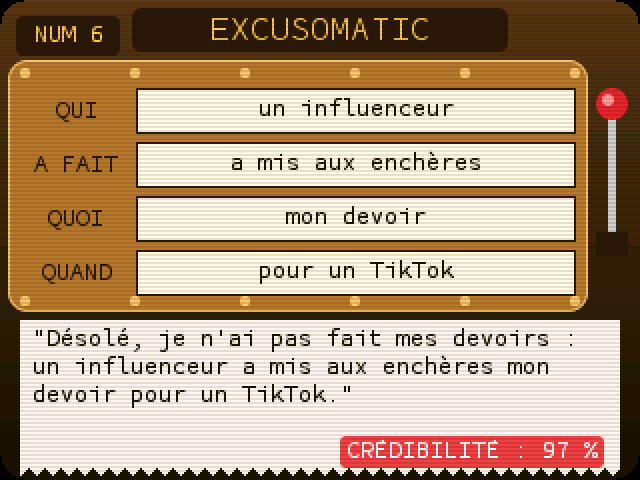 NUM 6
EXCUSOMATIC
QUI
un influenceur
A FAIT
a mis aux enchères
QUOI
mon devoir
QUAND
pour un TikTok
"Désolé, je n'ai pas fait mes devoirs :
un influenceur a mis aux enchères mon
devoir pour un TikTok."
CRÉDIBILITÉ : 97 %